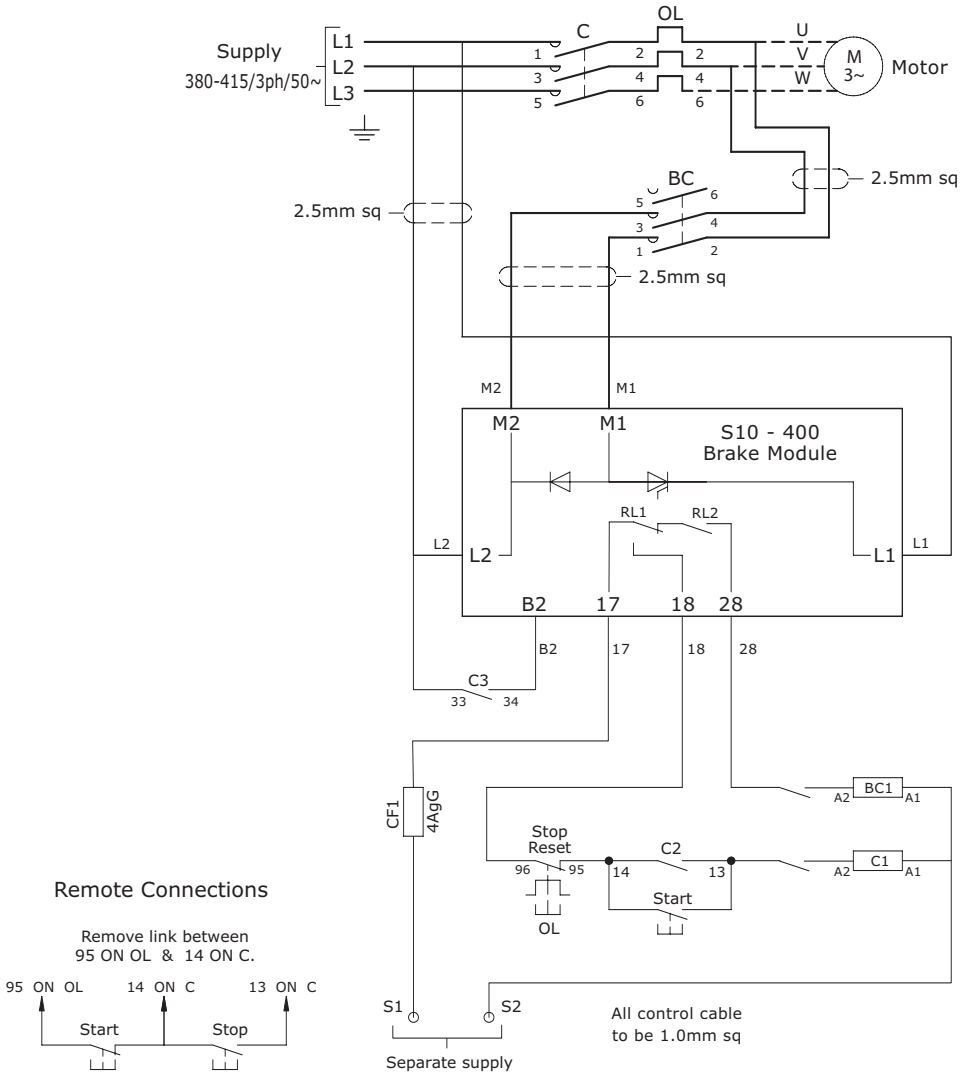 OL
C
U
Supply
L1
1
2
2
V
M
3~
Motor
380-415/3ph/50~
L2
3
4
4
W
L3
5
6
6
BC
2.5mm sq
6
5
2.5mm sq
3
4
1
2
2.5mm sq
M2
M1
M2
M1
S10 - 400
Brake Module
RL1
RL2
L2
L2
L1
L1
B2
17
18
28
B2
17
18
28
C3
33
34
CF1
4AgG
BC1
A2
A1
Stop
Reset
C2
96
95
14
13
C1
A2
A1
Start
OL
Remote Connections
Remove link between
95 ON OL & 14 ON C.
95 ON OL
14 ON C
13 ON C
Start
Stop
S1
S2
Separate supply
All control cable
to be 1.0mm sq